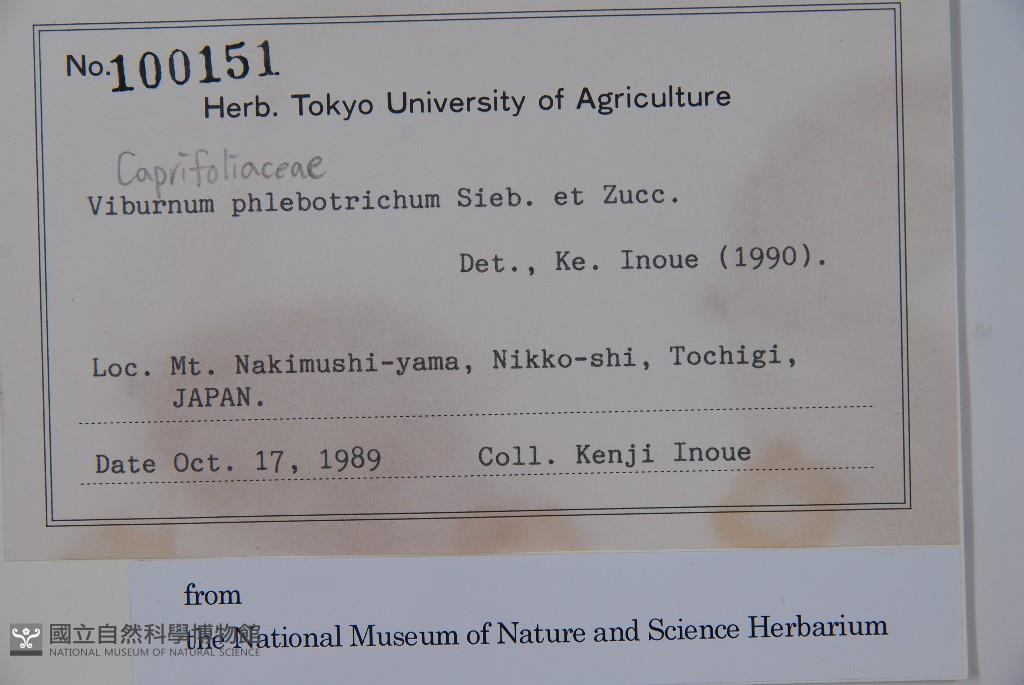 No.100151
Herb. Tokyo University of Agriculture
Caprifoliaceae
Viburnum phlebotrichum Sieb. et Zucc.
Det., Ke. Inoue (1990).
Loc. Mt. Nakimushi-yama, Nikko-shi, Tochigi,
JAPAN.
Date Oct. 17, 1989 Coll. Kenji Inoue
from
the National Museum of Nature and Science Herbarium
國立自然科學博物館
NATIONAL MUSEUM OF NATURAL SCIENCE